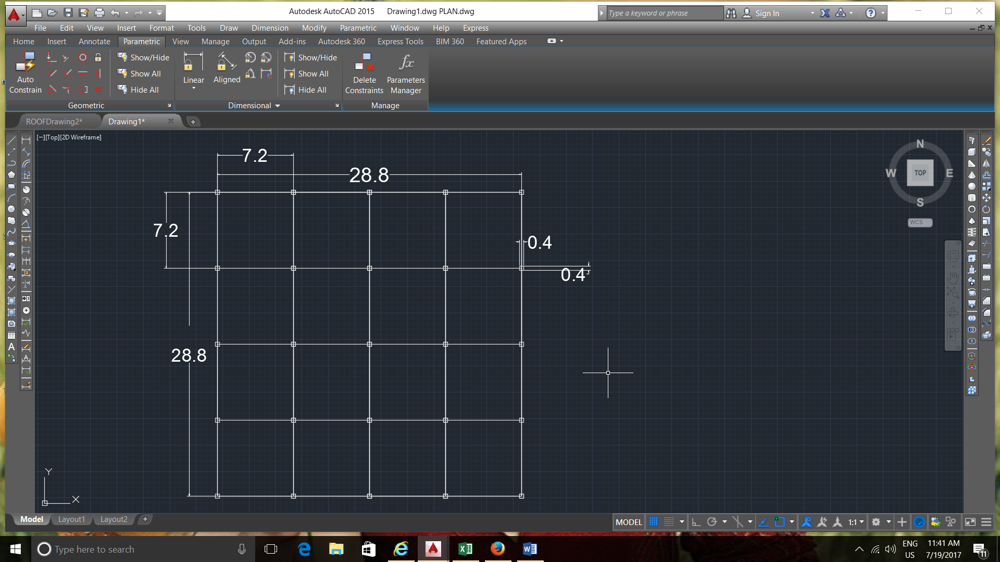 Autodesk AutoCAD 2015 Drawing1.dwg PLAN.dwg
Type a keyword or phrase
Sign In
File Edit View Insert Format Tools Draw Dimension Modify Parametric Window Help Express
Home Insert Annotate Parametric View Manage Output Add-ins Autodesk 360 Express Tools BIM 360 Featured Apps
Auto
Constrain
Show/Hide
Show All
Hide All
Geometric
Linear
Aligned
Show/Hide
Show All
Hide All
Dimensional
Delete
Constraints
fx
Parameters
Manager
Manage
ROOFDrawing2*
Drawing1*
[−][Top][2D Wireframe]
7.2
28.8
7.2
0.4
0.4
28.8
N
W
TOP
E
S
WCS
Y
X
A
A
Model Layout1 Layout2
MODEL
1:1
Type here to search
ENG
US
11:41 AM
7/19/2017
11